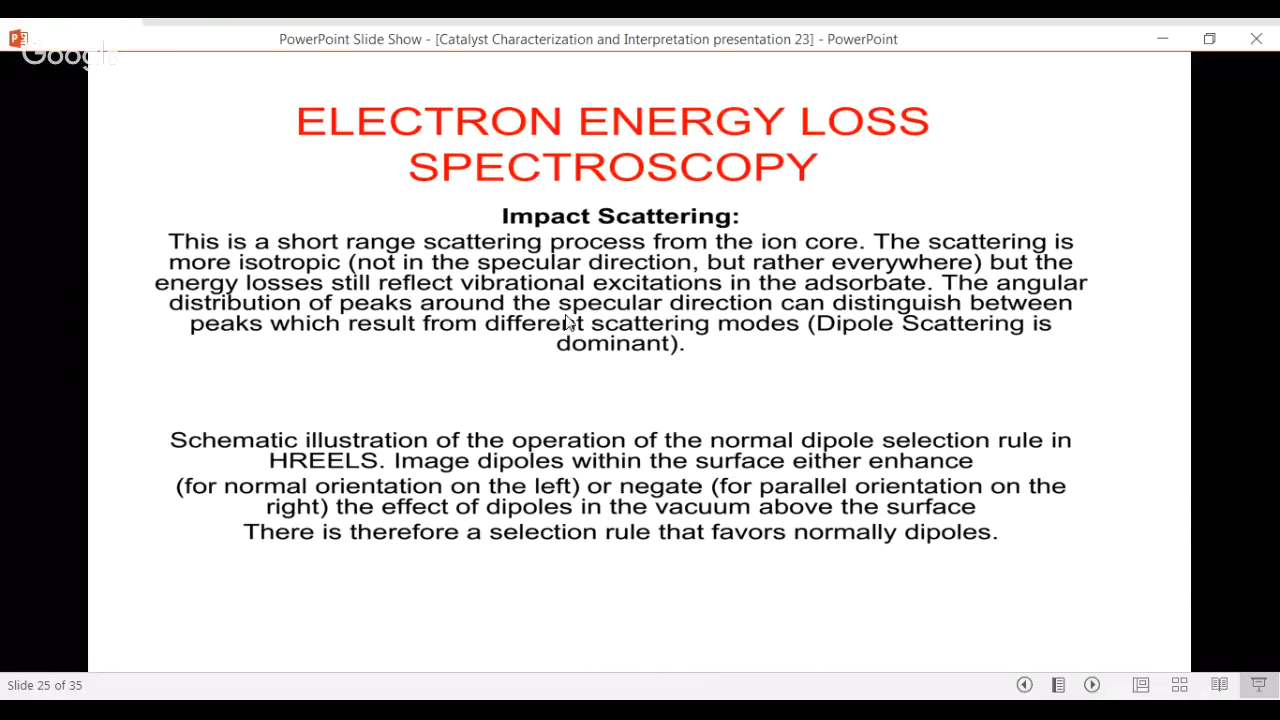 PowerPoint Slide Show - [Catalyst Characterization and Interpretation presentation 23] - PowerPoint
Google
ELECTRON ENERGY LOSS
SPECTROSCOPY
Impact Scattering:
This is a short range scattering process from the ion core. The scattering is
more isotropic (not in the specular direction, but rather everywhere) but the
energy losses still reflect vibrational excitations in the adsorbate. The angular
distribution of peaks around the specular direction can distinguish between
peaks which result from different scattering modes (Dipole Scattering is
dominant).
Schematic illustration of the operation of the normal dipole selection rule in
HREELS. Image dipoles within the surface either enhance
(for normal orientation on the left) or negate (for parallel orientation on the
right) the effect of dipoles in the vacuum above the surface
There is therefore a selection rule that favors normally dipoles.
Slide 25 of 35